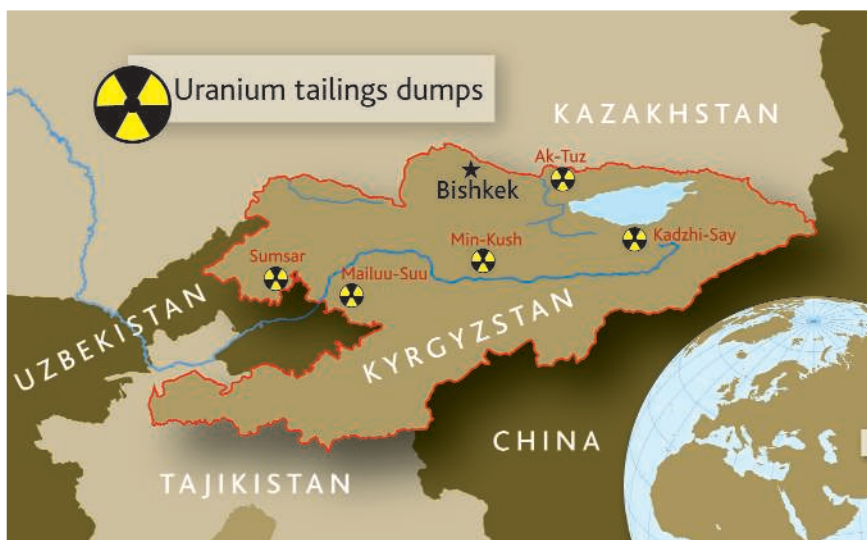 Uranium tailings dumps
KAZAKHSTAN
Ak-Tuz
Bishkek
Kadzhi-Say
Min-Kush
Sumsar
Mailuu-Suu
UZBEKISTAN
KYRGYZSTAN
CHINA
TAJIKISTAN